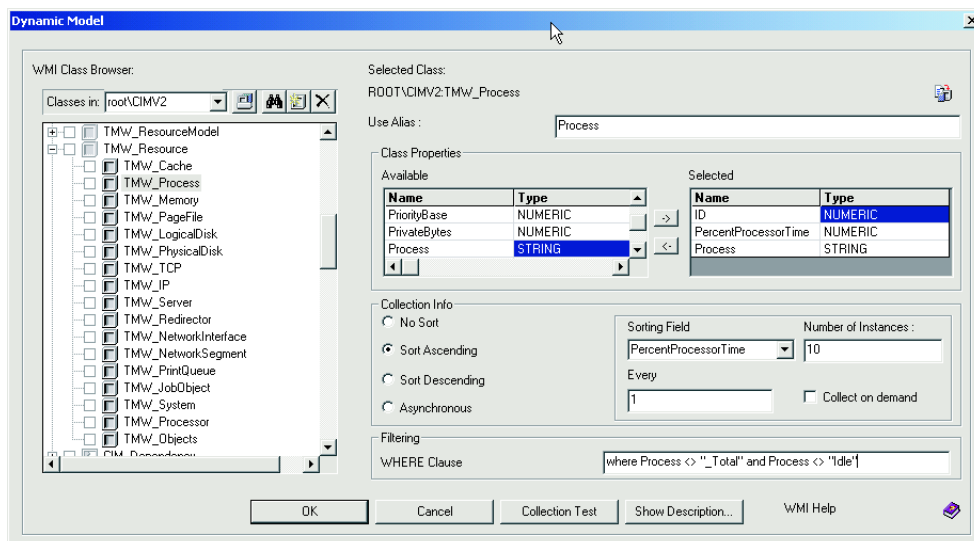 Dynamic Model
WMI Class Browser:
Classes in: root\CIMV2
TMW_ResourceModel
TMW_Resource
TMW_Cache
TMW_Process
TMW_Memory
TMW_PageFile
TMW_LogicalDisk
TMW_PhysicalDisk
TMW_TCP
TMW_IP
TMW_Server
TMW_Redirector
TMW_NetworkInterface
TMW_NetworkSegment
TMW_PrintQueue
TMW_JobObject
TMW_System
TMW_Processor
TMW_Objects
CIM_Dependency
Selected Class:
ROOT\CIMV2:TMW_Process
Use Alias : Process
Class Properties
Available
Name Type
PriorityBase NUMERIC
PrivateBytes NUMERIC
Process STRING
->
<-
Selected
Name Type
ID NUMERIC
PercentProcessorTime NUMERIC
Process STRING
Collection Info
No Sort
Sort Ascending
Sort Descending
Asynchronous
Sorting Field
PercentProcessorTime
Number of Instances :
10
Every
1
Collect on demand
Filtering
WHERE Clause where Process <> "_Total" and Process <> "Idle"
OK Cancel Collection Test Show Description... WMI Help